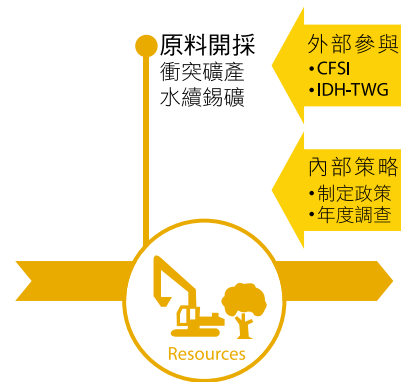 原料開採
衝突礦產
水續錫礦
外部參與
•CFSI
•IDH-TWG
內部策略
•制定政策
•年度調查
Resources